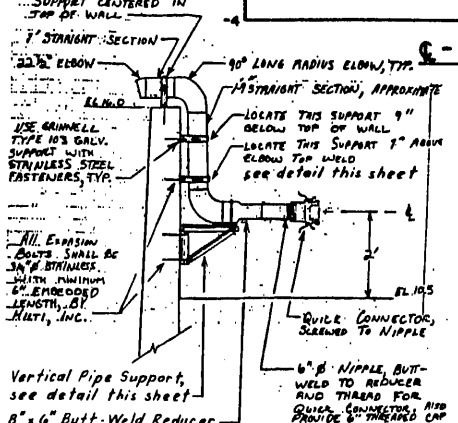 SUPPORT CENTERED IN
TOP OF WALL
1' STRAIGHT SECTION
22½° ELBOW
EL 16.0
USE GRINNELL
TYPE 103 GALV.
SUPPORT WITH
STAINLESS STEEL
FASTENERS, TYP.
ALL EXPASION
BOLTS SHALL BE
3/4"ø STAINLESS
WITH MINIMUM
6" EMBEDDED
LENGTH, BY
HILTI, INC.
Vertical Pipe Support,
see detail this sheet
8" x 6" Butt-Weld Reducer
-4
90° LONG RADIUS ELBOW, TYP.
STRAIGHT SECTION, APPROXIMATE
LOCATE THIS SUPPORT 9"
BELOW TOP OF WALL
LOCATE THIS SUPPORT ABOVE
ELBOW TOP WELD
see detail this sheet
2'
EL 10.5
QUICK CONNECTOR,
SCREWED TO NIPPLE
6" ø NIPPLE, BUTT-
WELD TO REDUCER
AND THREAD FOR
QUICK CONNECTOR, ALSO
PROVIDE 6" THREADED CAP